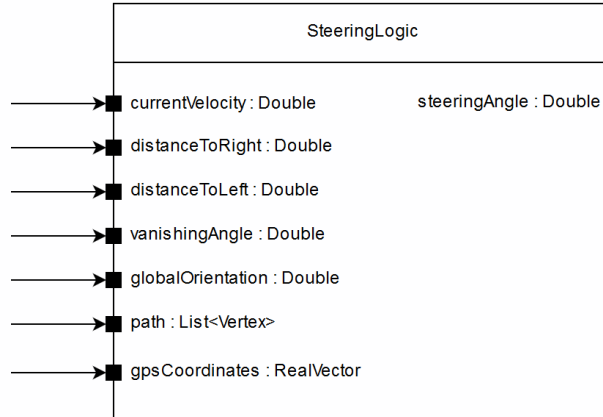 SteeringLogic
currentVelocity : Double
steeringAngle : Double
distanceToRight : Double
distanceToLeft : Double
vanishingAngle : Double
globalOrientation : Double
path : List<Vertex>
gpsCoordinates : RealVector